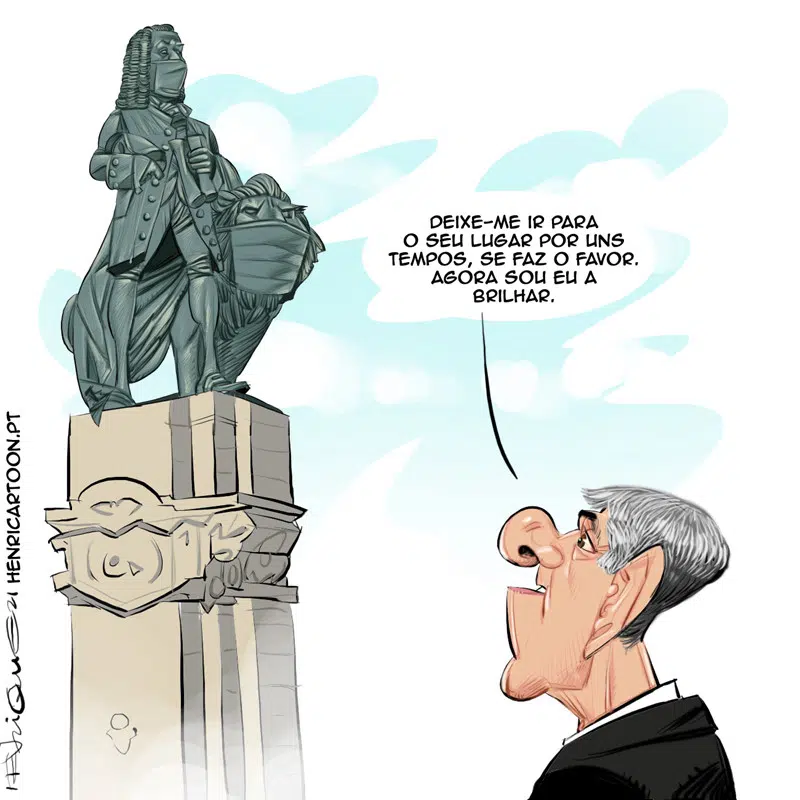 DEIXE-ME IR PARA
O SEU LUGAR POR UNS
TEMPOS, SE FAZ O FAVOR.
AGORA SOU EU A
BRILHAR.
HENRICARTOON.PT